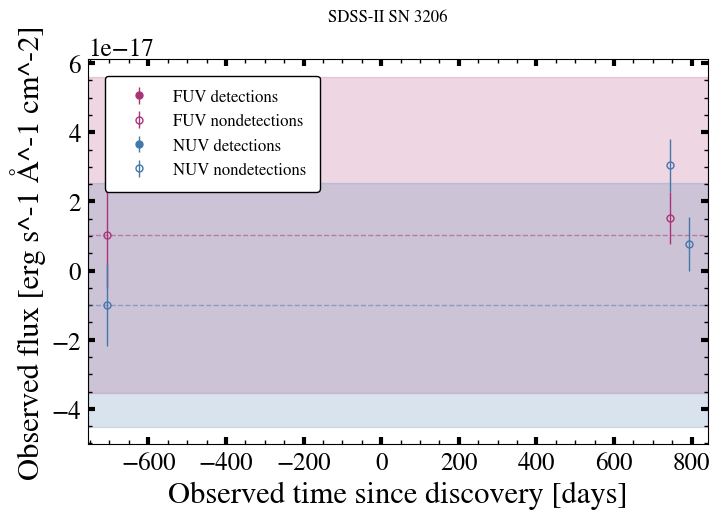 SDSS-II SN 3206
1e−17
Observed flux [erg s^-1 Å^-1 cm^-2]
6
4
2
0
−2
−4
FUV detections
FUV nondetections
NUV detections
NUV nondetections
−600 −400 −200 0 200 400 600 800
Observed time since discovery [days]